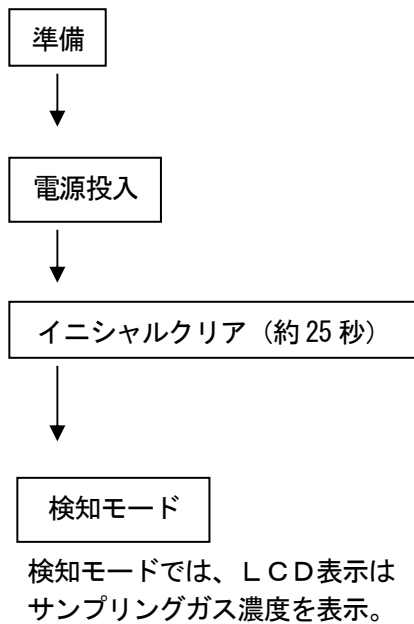 準備
電源投入
イニシャルクリア（約25秒）
検知モード
検知モードでは、ＬＣＤ表示は
サンプリングガス濃度を表示。